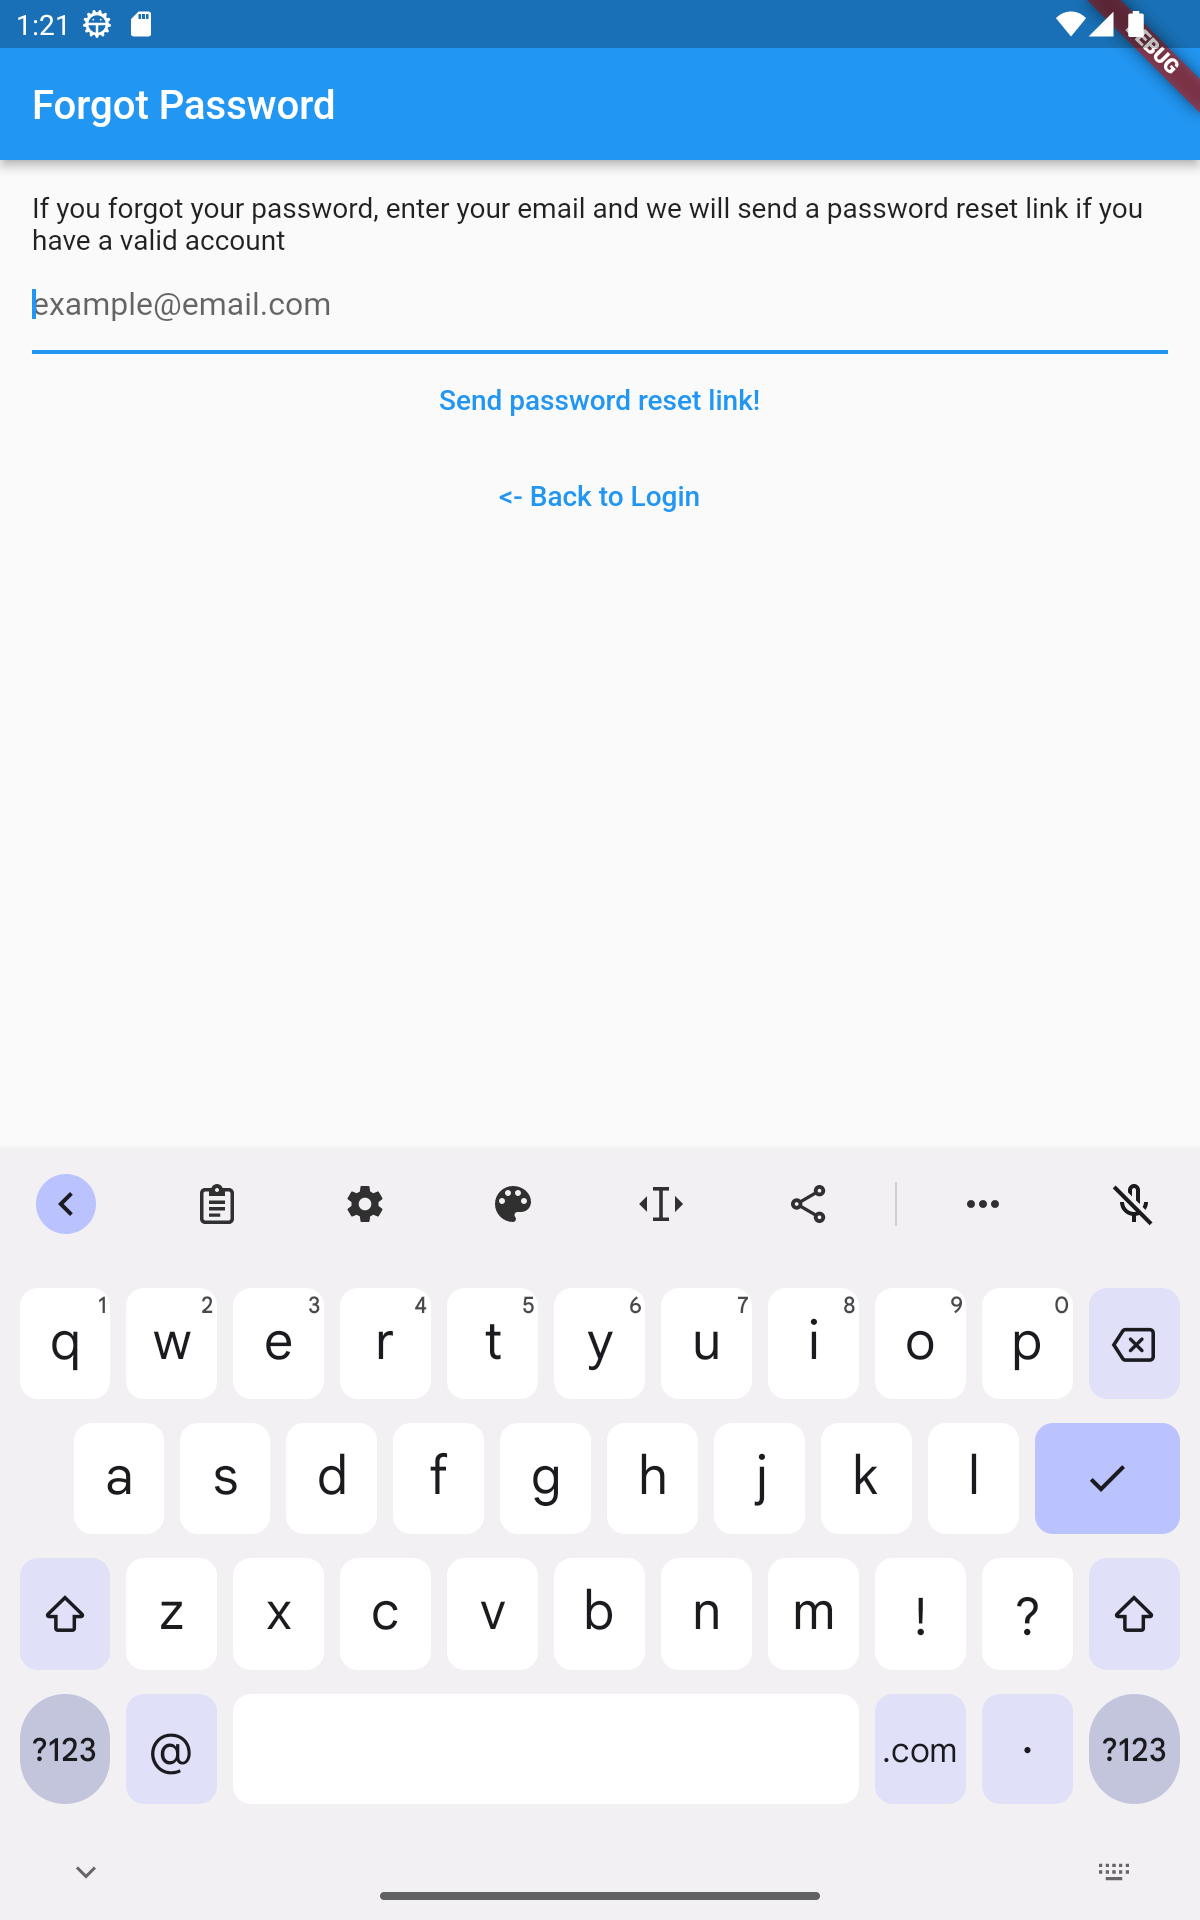 1:21
DEBUG
Forgot Password
If you forgot your password, enter your email and we will send a password reset link if you
have a valid account
example@email.com
Send password reset link!
<- Back to Login
1 2 3 4 5 6 7 8 9 0
q w e r t y u i o p
a s d f g h j k l
z x c v b n m ! ?
?123 @ .com . ?123